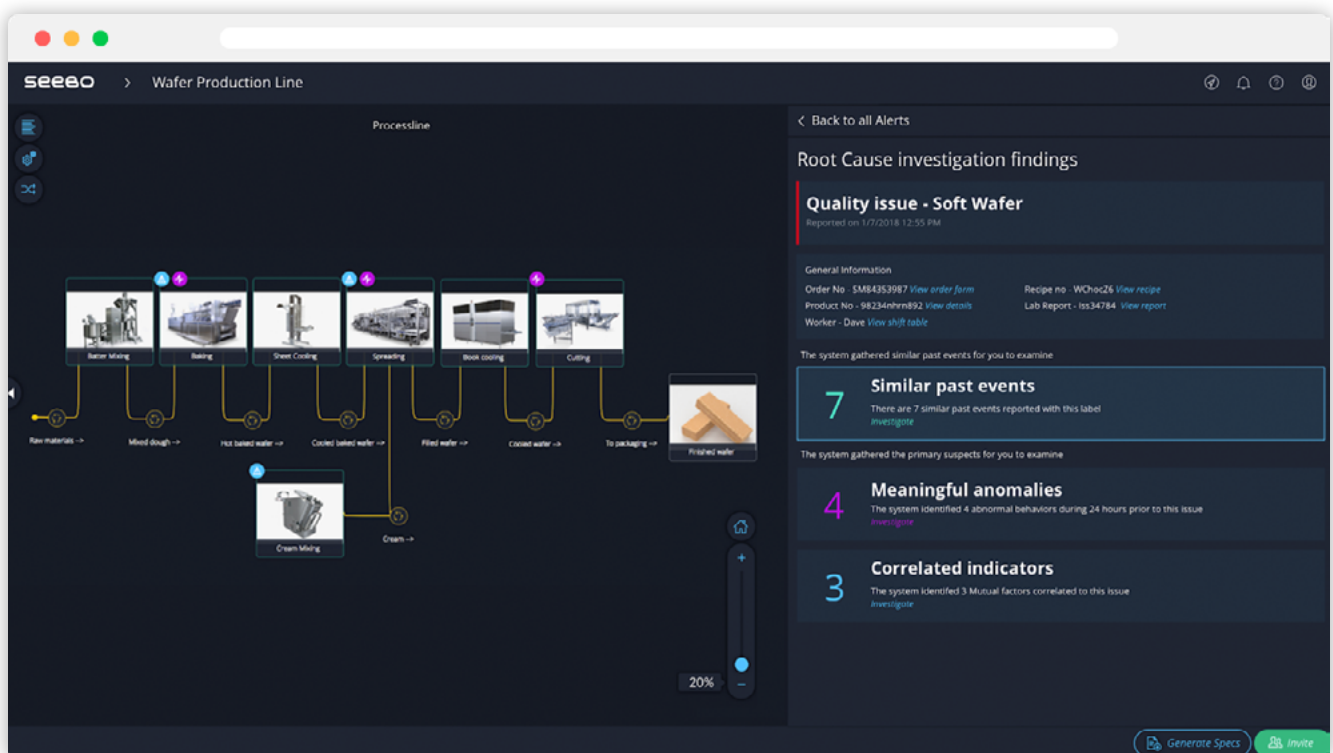 seebo > Wafer Production Line
Processline
Batter Mixing
Baking
Sheet Cooling
Spreading
Book cooling
Cutting
Finished wafer
Raw materials -->
Mixed dough -->
Hot baked wafer -->
Cooled baked wafer -->
Filled wafer -->
Cooled wafer -->
To packaging -->
Cream Mixing
Cream -->
+
20%
−
< Back to all Alerts
Root Cause investigation findings
Quality issue - Soft Wafer
Reported on 1/7/2018 12:55 PM
General Information
Order No - SM84353987 View order form
Recipe no - WChocZ6 View recipe
Product No - 98234nhrn892 View details
Lab Report - Iss34784 View report
Worker - Dave View shift table
The system gathered similar past events for you to examine
7
Similar past events
There are 7 similar past events reported with this label
Investigate
The system gathered the primary suspects for you to examine
4
Meaningful anomalies
The system identified 4 abnormal behaviors during 24 hours prior to this issue
Investigate
3
Correlated indicators
The system identifed 3 Mutual factors correlated to this issue
Investigate
Generate Specs
Invite